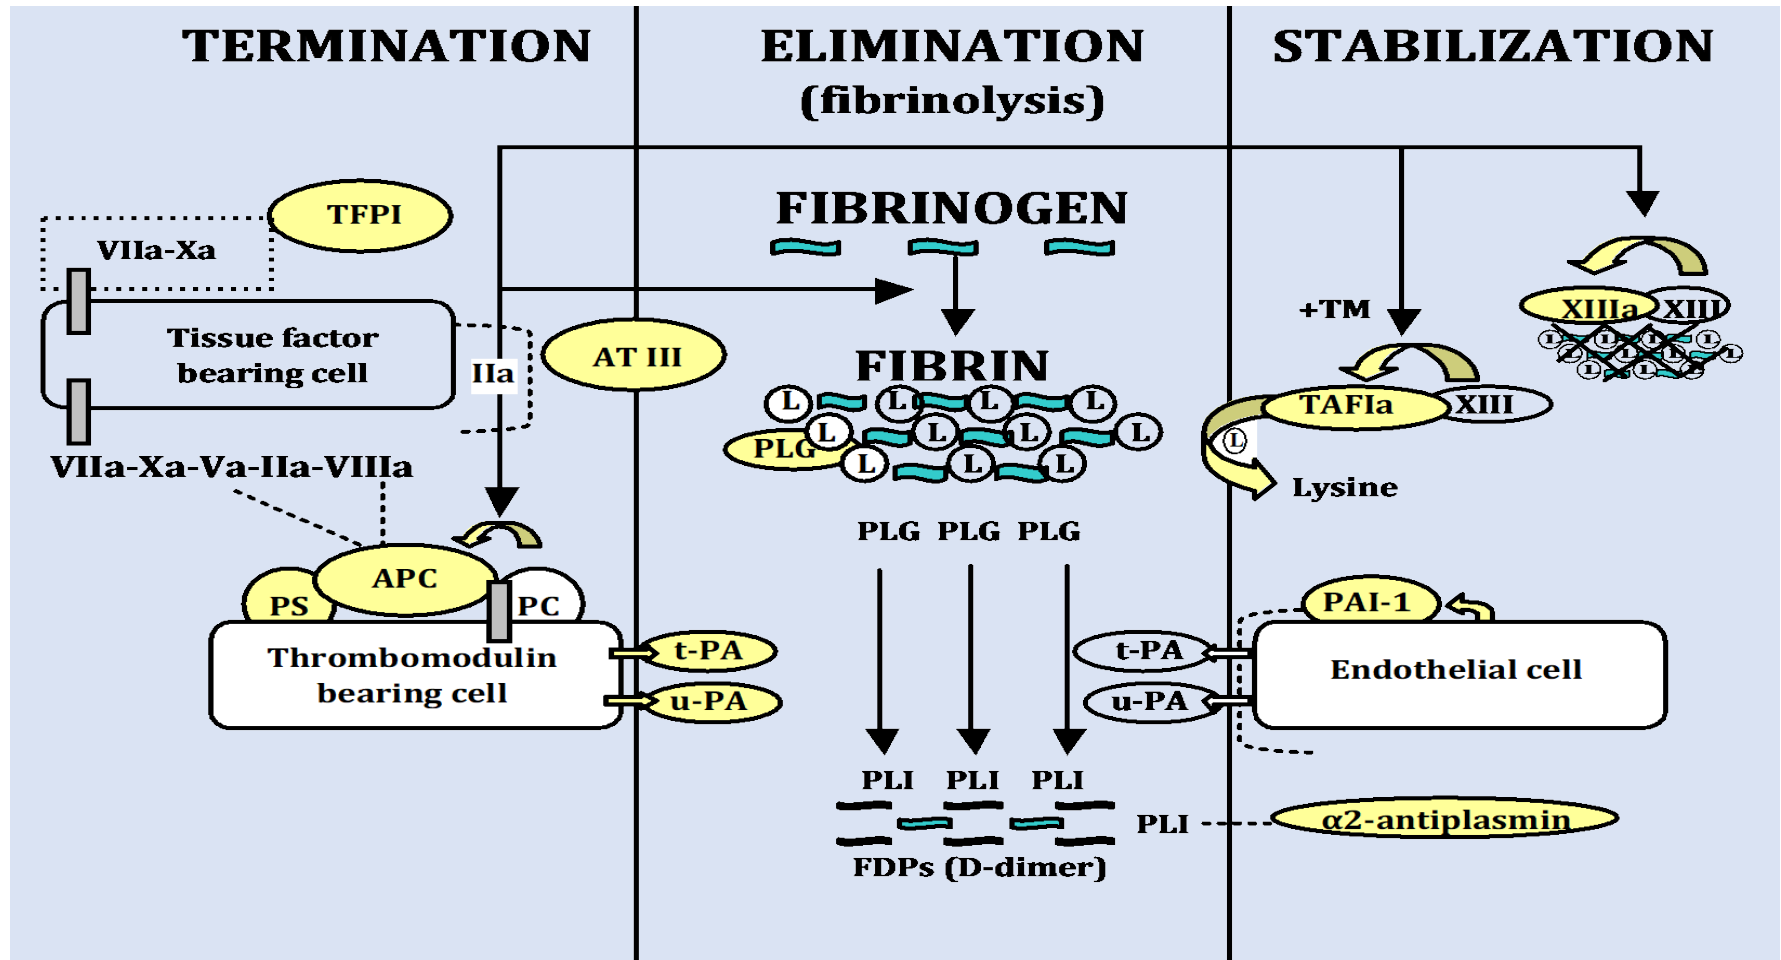 TERMINATION
ELIMINATION
(fibrinolysis)
STABILIZATION
TFPI
VIIa-Xa
Tissue factor
bearing cell
IIa
AT III
VIIa-Xa-Va-IIa-VIIIa
APC
PS
PC
Thrombomodulin
bearing cell
t-PA
u-PA
FIBRINOGEN
FIBRIN
L L L L
L L L L
PLG
L L L
PLG PLG PLG
PLI PLI PLI
FDPs (D-dimer)
PLI
+TM
XIIIa XIII
L L L L
L L L L
L L L
TAFIa XIII
L
Lysine
PAI-1
t-PA
u-PA
Endothelial cell
α2-antiplasmin